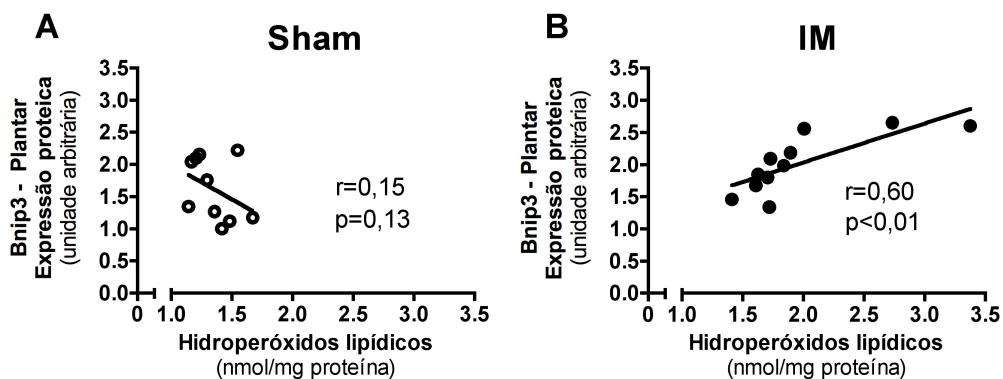 A
Sham
Bnip3 - Plantar
Expressão proteica
(unidade arbitrária)
3.5
3.0
2.5
2.0
1.5
1.0
0.5
0.0
r=0,15
p=0,13
0 1.0 1.5 2.0 2.5 3.0 3.5
Hidroperóxidos lipídicos
(nmol/mg proteína)
B
IM
Bnip3 - Plantar
Expressão proteica
(unidade arbitrária)
3.5
3.0
2.5
2.0
1.5
1.0
0.5
0.0
r=0,60
p<0,01
0 1.0 1.5 2.0 2.5 3.0 3.5
Hidroperóxidos lipídicos
(nmol/mg proteína)